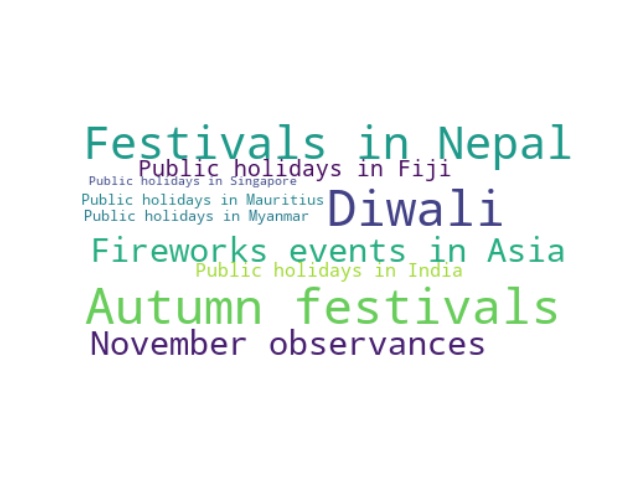 Festivals in Nepal
Public holidays in Fiji
Public holidays in Singapore
Public holidays in Mauritius
Diwali
Public holidays in Myanmar
Fireworks events in Asia
Public holidays in India
Autumn festivals
November observances